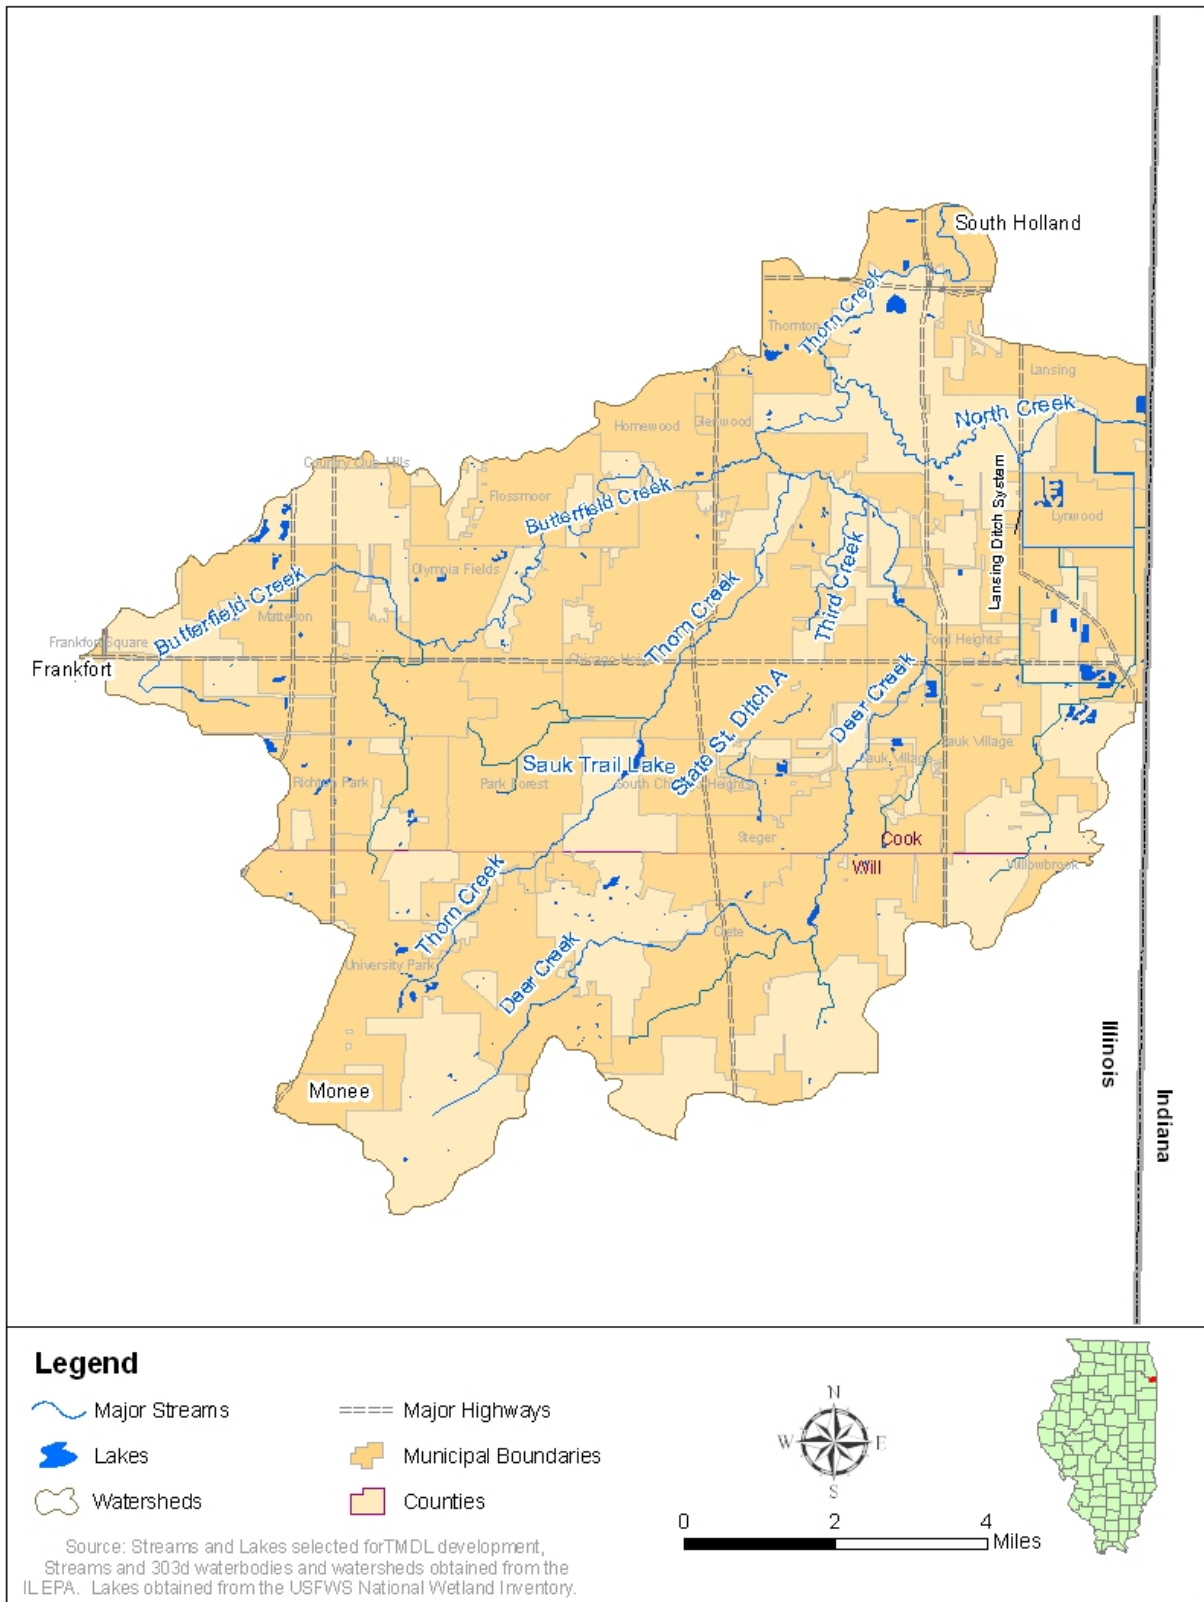 South Holland
Thorn Creek
Thornton
Lansing
North Creek
Homewood
Glenwood
Country Club Hills
Flossmoor
Butterfield Creek
Lansing Ditch System
Lynwood
Olympia Fields
Third Creek
Butterfield Creek
Matteson
Thorn Creek
Frankfort Square
Ford Heights
Frankfort
Chicago Heights
State St. Ditch A
Deer Creek
Sauk Village
Sauk Village
Sauk Trail Lake
Richton Park
Park Forest
South Chicago Heights
Steger
Cook
Will
Willowbrook
Thorn Creek
Crete
University Park
Deer Creek
Monee
Illinois
Indiana
Legend
Major Streams
Major Highways
Lakes
Municipal Boundaries
Watersheds
Counties
N
W
E
S
0 2 4
Miles
Source: Streams and Lakes selected forTMDL development,
Streams and 303d waterbodies and watersheds obtained from the
ILEPA. Lakes obtained from the USFWS National Wetland Inventory.